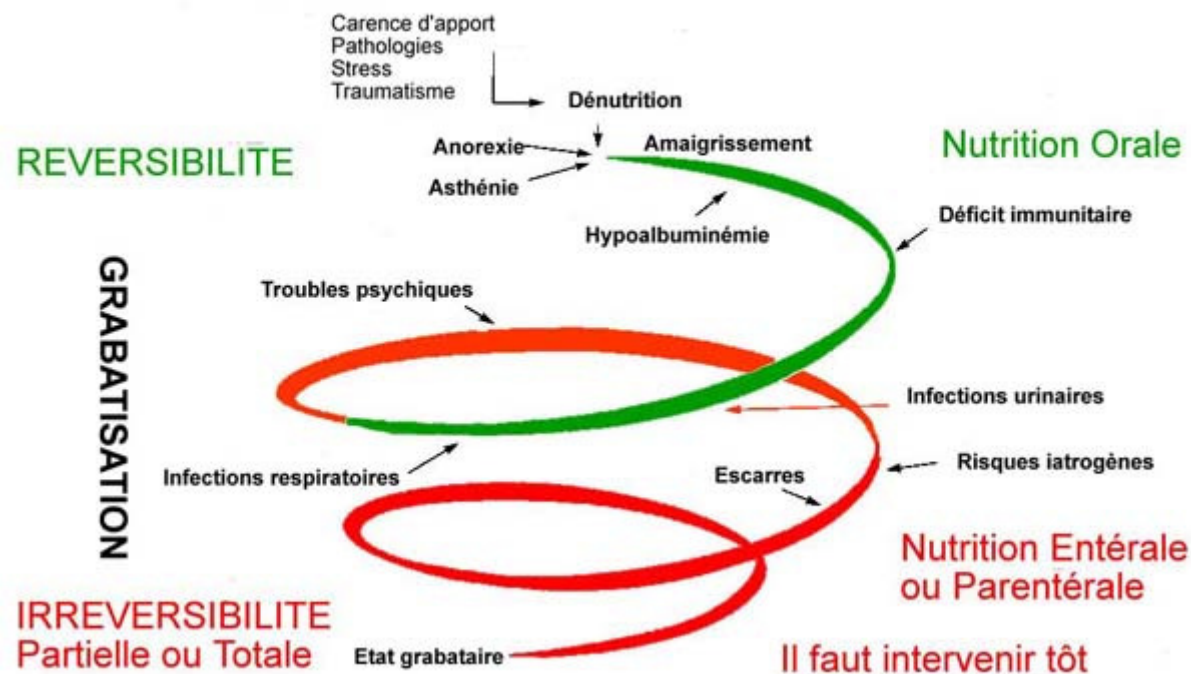 Carence d'apport
Pathologies
Stress
Traumatisme
Dénutrition
Anorexie
Amaigrissement
Asthénie
REVERSIBILITE
Nutrition Orale
Hypoalbuminémie
Déficit immunitaire
GRABATISATION
Troubles psychiques
Infections urinaires
Infections respiratoires
Escarres
Risques iatrogènes
Nutrition Entérale
ou Parentérale
IRREVERSIBILITE
Partielle ou Totale
Etat grabataire
Il faut intervenir tôt